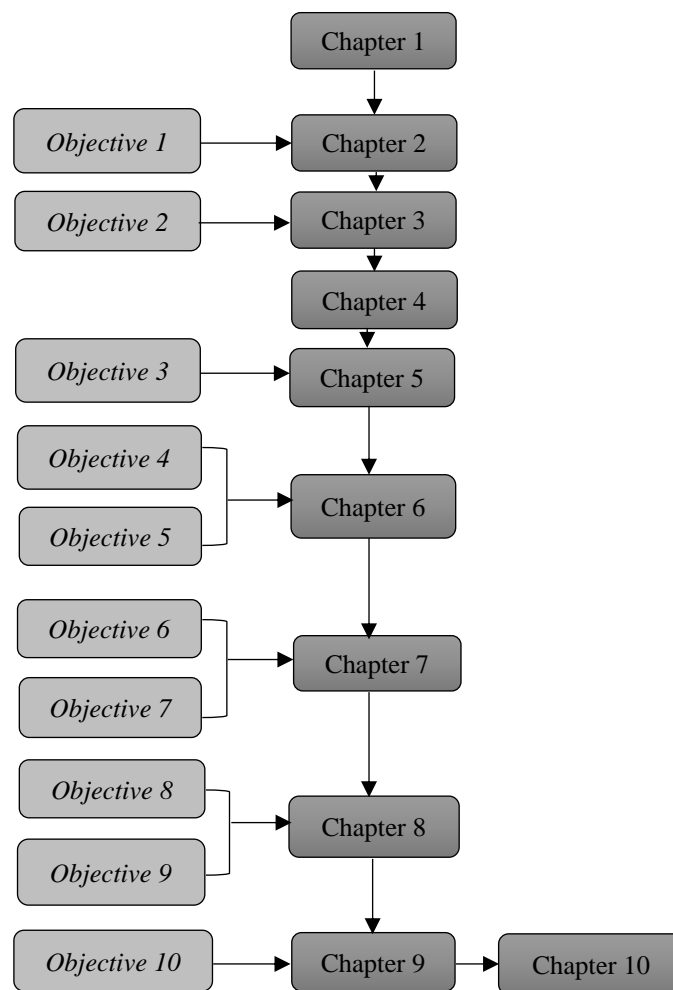 Chapter 1
Objective 1
Chapter 2
Objective 2
Chapter 3
Chapter 4
Objective 3
Chapter 5
Objective 4
Chapter 6
Objective 5
Objective 6
Chapter 7
Objective 7
Objective 8
Chapter 8
Objective 9
Objective 10
Chapter 9
Chapter 10